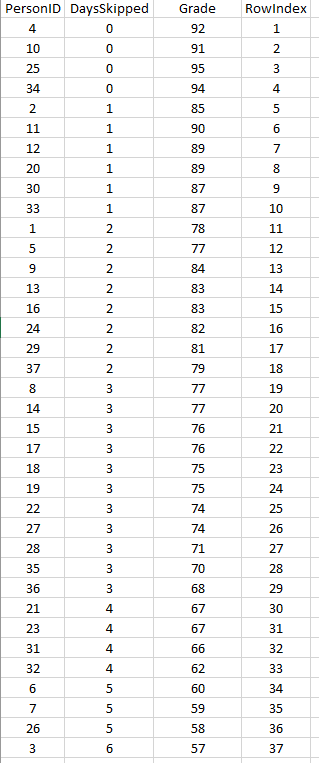 PersonID DaysSkipped Grade RowIndex
4 0 92 1
10 0 91 2
25 0 95 3
34 0 94 4
2 1 85 5
11 1 90 6
12 1 89 7
20 1 89 8
30 1 87 9
33 1 87 10
1 2 78 11
5 2 77 12
9 2 84 13
13 2 83 14
16 2 83 15
24 2 82 16
29 2 81 17
37 2 79 18
8 3 77 19
14 3 77 20
15 3 76 21
17 3 76 22
18 3 75 23
19 3 75 24
22 3 74 25
27 3 74 26
28 3 71 27
35 3 70 28
36 3 68 29
21 4 67 30
23 4 67 31
31 4 66 32
32 4 62 33
6 5 60 34
7 5 59 35
26 5 58 36
3 6 57 37